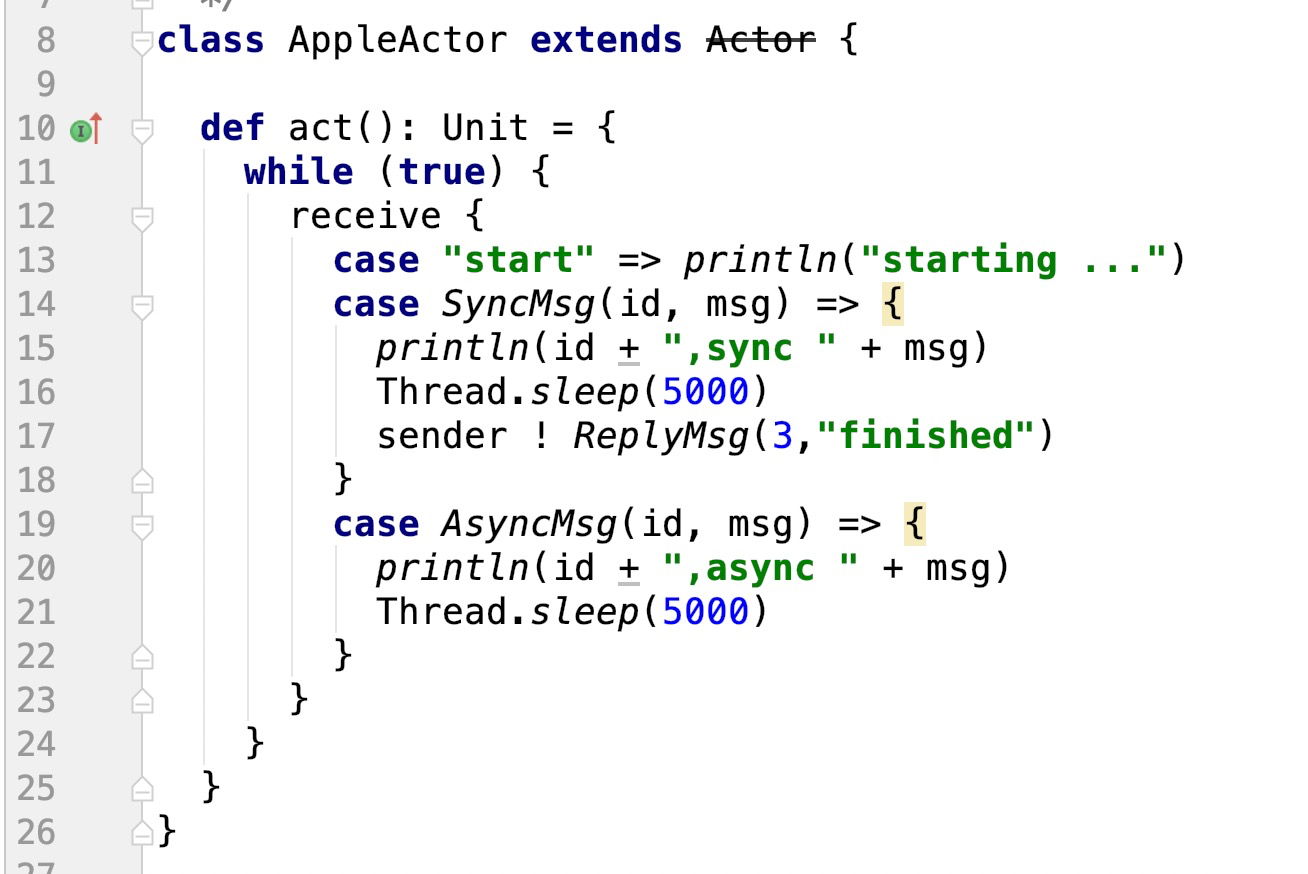 7 */
8 class AppleActor extends Actor {
9
10 def act(): Unit = {
11 while (true) {
12 receive {
13 case "start" => println("starting ...")
14 case SyncMsg(id, msg) => {
15 println(id + ",sync " + msg)
16 Thread.sleep(5000)
17 sender ! ReplyMsg(3,"finished")
18 }
19 case AsyncMsg(id, msg) => {
20 println(id + ",async " + msg)
21 Thread.sleep(5000)
22 }
23 }
24 }
25 }
26 }
27